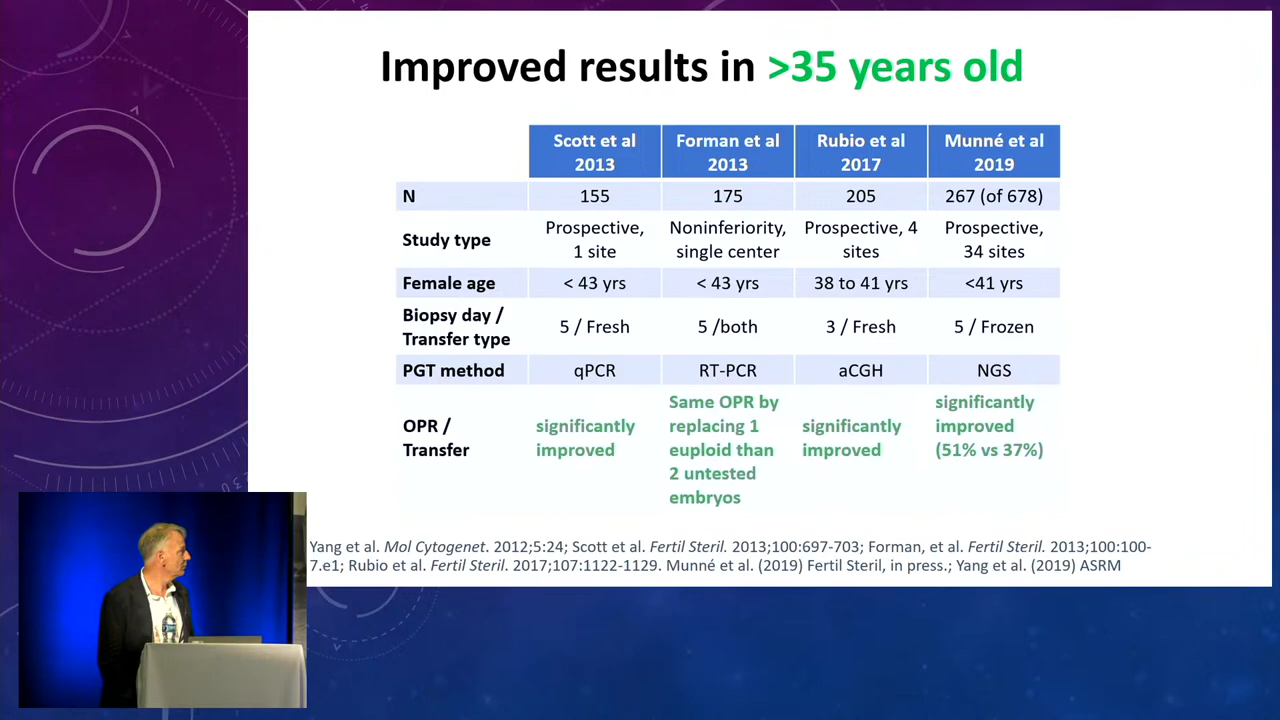 Improved results in >35 years old
Scott et al 2013
Forman et al 2013
Rubio et al 2017
Munné et al 2019
N
155
175
205
267 (of 678)
Study type
Prospective, 1 site
Noninferiority, single center
Prospective, 4 sites
Prospective, 34 sites
Female age
< 43 yrs
< 43 yrs
38 to 41 yrs
<41 yrs
Biopsy day / Transfer type
5 / Fresh
5 /both
3 / Fresh
5 / Frozen
PGT method
qPCR
RT-PCR
aCGH
NGS
OPR / Transfer
significantly improved
Same OPR by replacing 1 euploid than 2 untested embryos
significantly improved
significantly improved (51% vs 37%)
Yang et al. Mol Cytogenet. 2012;5:24; Scott et al. Fertil Steril. 2013;100:697-703; Forman, et al. Fertil Steril. 2013;100:100-
7.e1; Rubio et al. Fertil Steril. 2017;107:1122-1129. Munné et al. (2019) Fertil Steril, in press.; Yang et al. (2019) ASRM